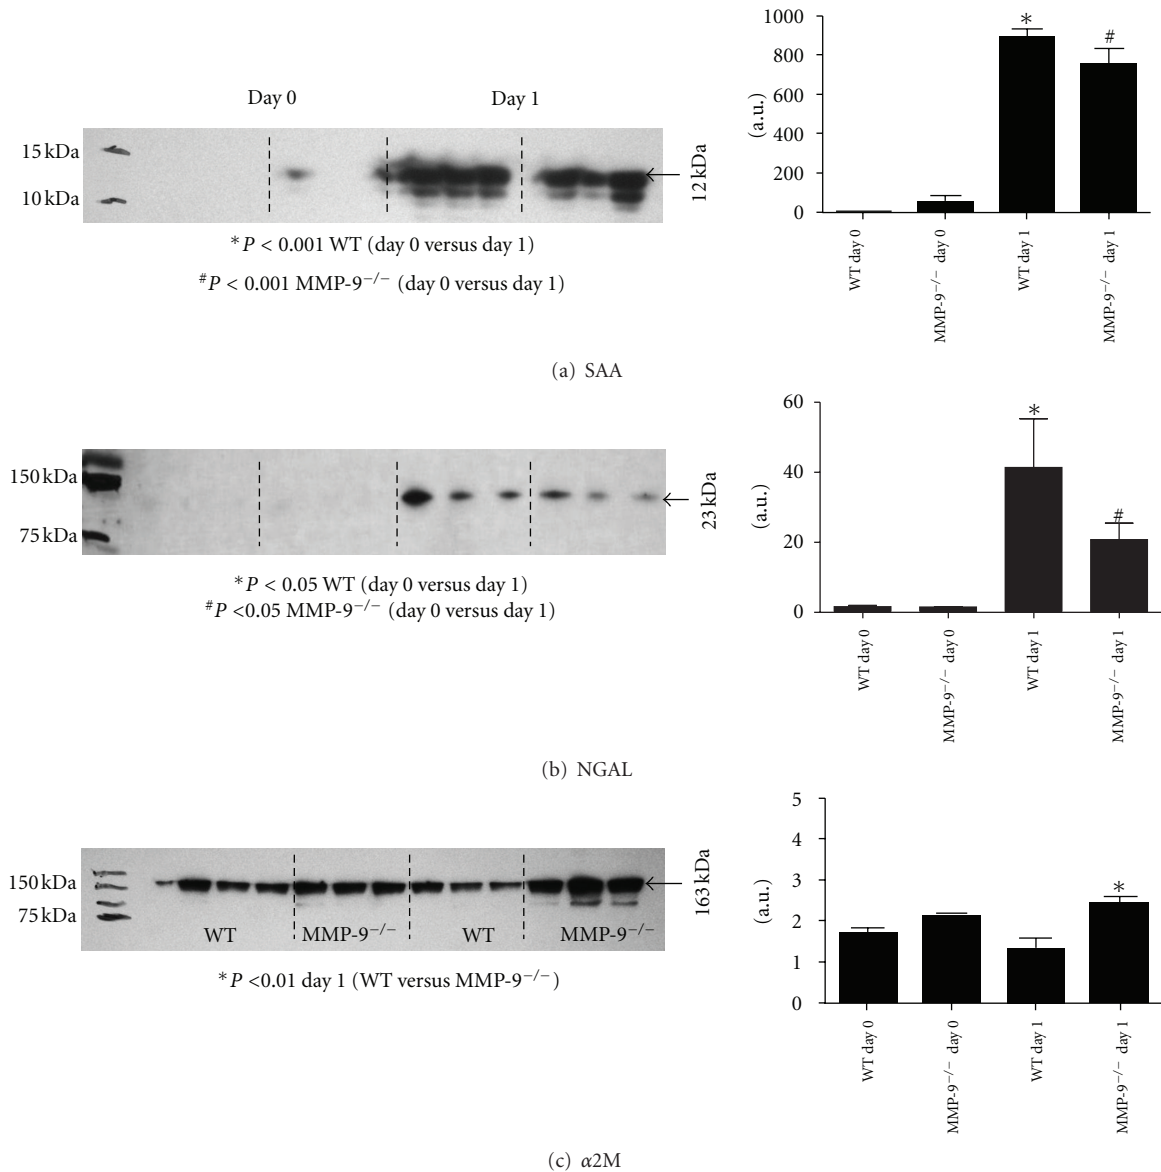 Day 0
Day 1
15 kDa
10 kDa
12 kDa
*P < 0.001 WT (day 0 versus day 1)
#P < 0.001 MMP-9−/− (day 0 versus day 1)
1000
800
600
400
200
0
(a.u.)
*
#
WT day 0
MMP-9−/− day 0
WT day 1
MMP-9−/− day 1
(a) SAA
150 kDa
75 kDa
23 kDa
*P < 0.05 WT (day 0 versus day 1)
#P <0.05 MMP-9−/− (day 0 versus day 1)
60
40
20
0
(a.u.)
*
#
WT day 0
MMP-9−/− day 0
WT day 1
MMP-9−/− day 1
(b) NGAL
150 kDa
75 kDa
WT
MMP-9−/−
WT
MMP-9−/−
163 kDa
*P <0.01 day 1 (WT versus MMP-9−/−)
5
4
3
2
1
0
(a.u.)
*
WT day 0
MMP-9−/− day 0
WT day 1
MMP-9−/− day 1
(c) α2M